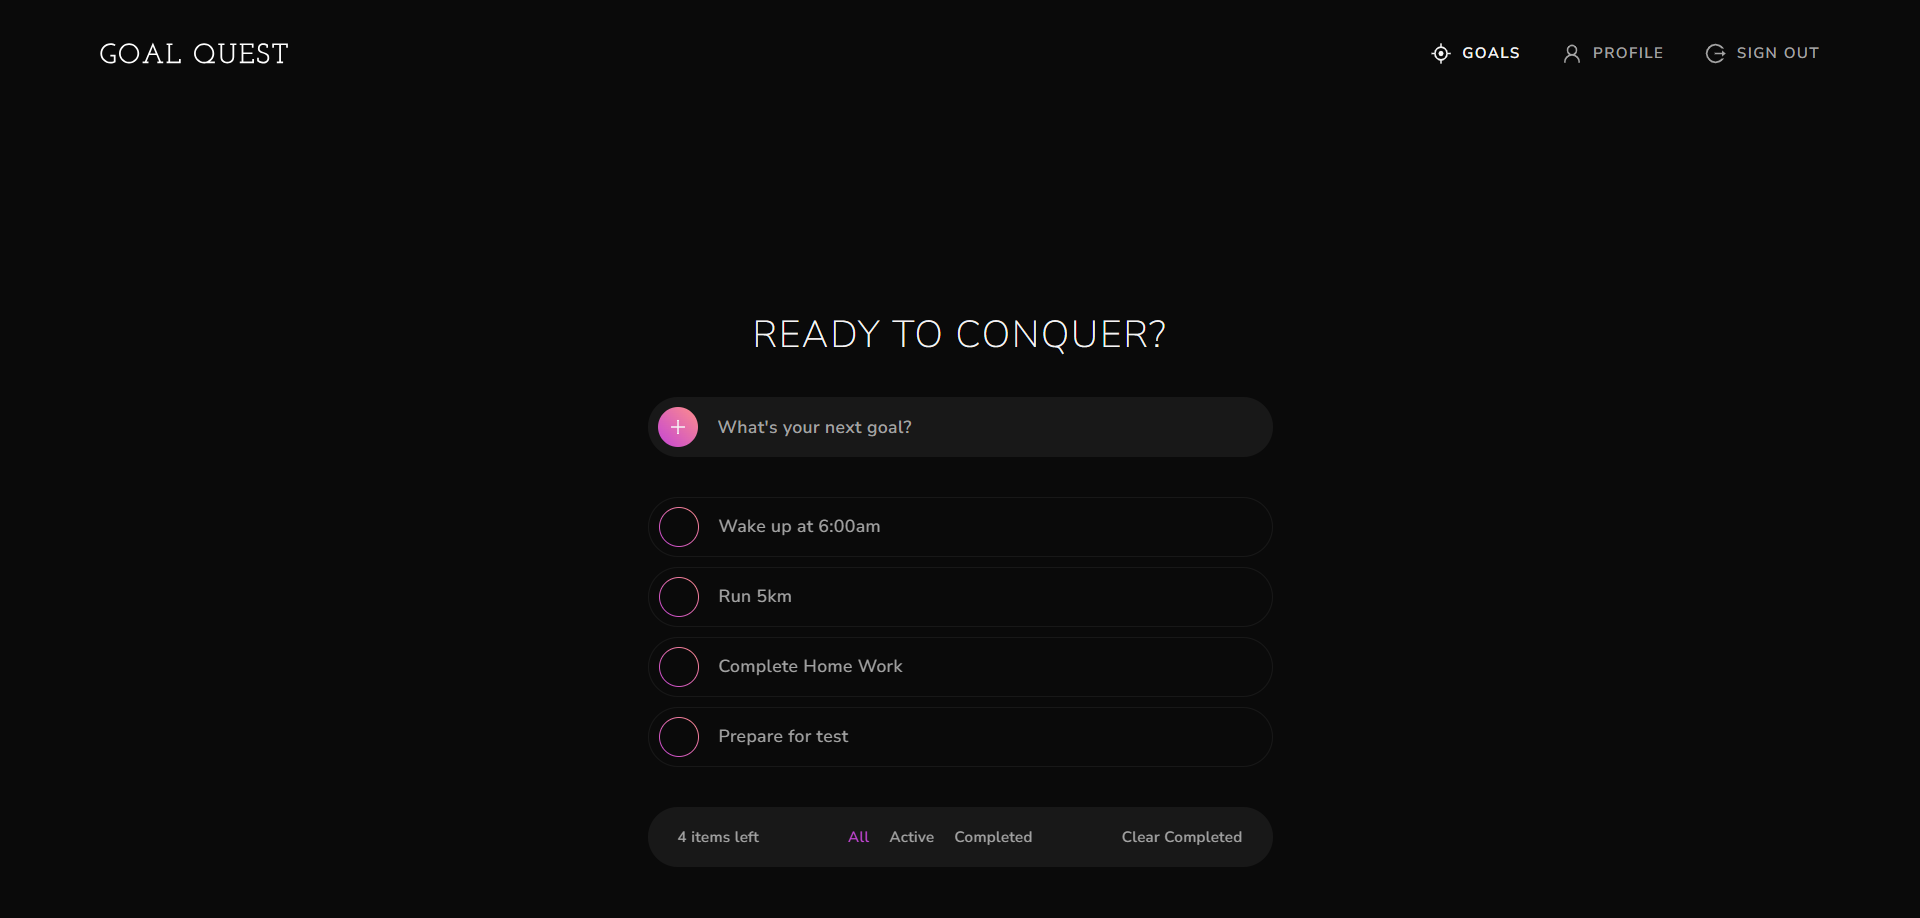 GOAL QUEST
GOALS PROFILE SIGN OUT
READY TO CONQUER?
What's your next goal?
Wake up at 6:00am
Run 5km
Complete Home Work
Prepare for test
4 items left All Active Completed Clear Completed